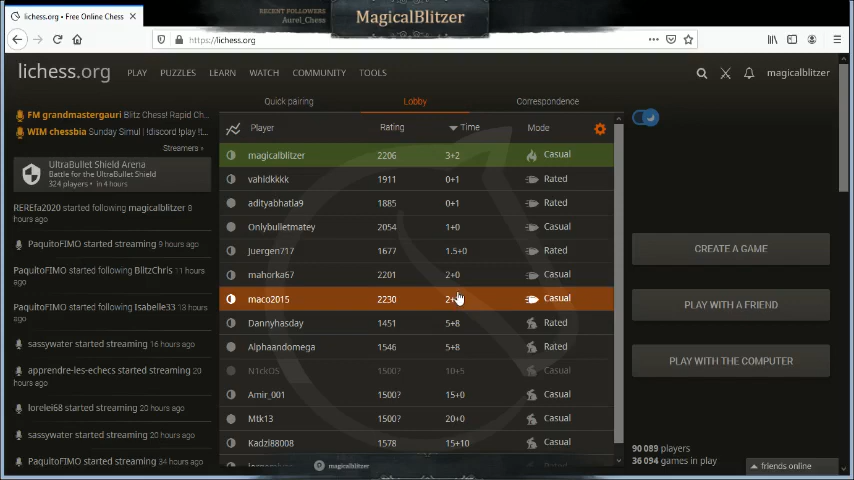 lichess.org • Free Online Chess
RECENT FOLLOWERS
Aurel_Chess
MagicalBlitzer
https://lichess.org
lichess.org
PLAY PUZZLES LEARN WATCH COMMUNITY TOOLS
magicalblitzer
FM grandmastergauri Blitz Chess! Rapid Ch...
WIM chessbia Sunday Simul | !discord !play !!...
Streamers »
UltraBullet Shield Arena
Battle for the UltraBullet Shield
324 players • in 4 hours
REREfa2020 started following magicalblitzer 8 hours ago
PaquitoFIMO started streaming 9 hours ago
PaquitoFIMO started following BlitzChris 11 hours ago
PaquitoFIMO started following Isabelle33 13 hours ago
sassywater started streaming 16 hours ago
apprendre-les-echecs started streaming 20 hours ago
lorelei68 started streaming 20 hours ago
sassywater started streaming 20 hours ago
PaquitoFIMO started streaming 34 hours ago
Quick pairing Lobby Correspondence
Player Rating Time Mode
magicalblitzer 2206 3+2 Casual
vahidkkkk 1911 0+1 Rated
adityabhatla9 1885 0+1 Rated
Onlybulletmatey 2054 1+0 Casual
Juergen717 1677 1.5+0 Rated
mahorka67 2201 2+0 Casual
maco2015 2230 Casual
Dannyhasday 1451 5+8 Rated
Alphaandomega 1546 5+8 Rated
N1ckOS 1500? 10+5
Amir_001 1500? 15+0 Casual
Mtk13 1500? 20+0 Casual
Kadzi88008 1578 15+10 Casual
magicalblitzer
CREATE A GAME
PLAY WITH A FRIEND
PLAY WITH THE COMPUTER
90 089 players
36 094 games in play
friends online